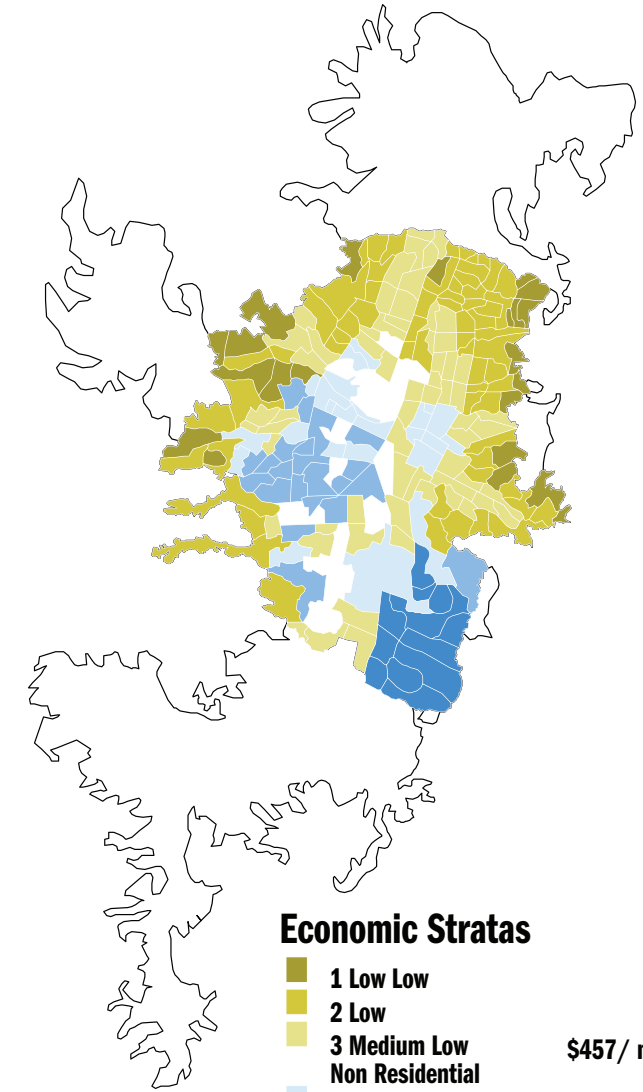 Economic Stratas
1 Low Low
2 Low
3 Medium Low
Non Residential
$457/